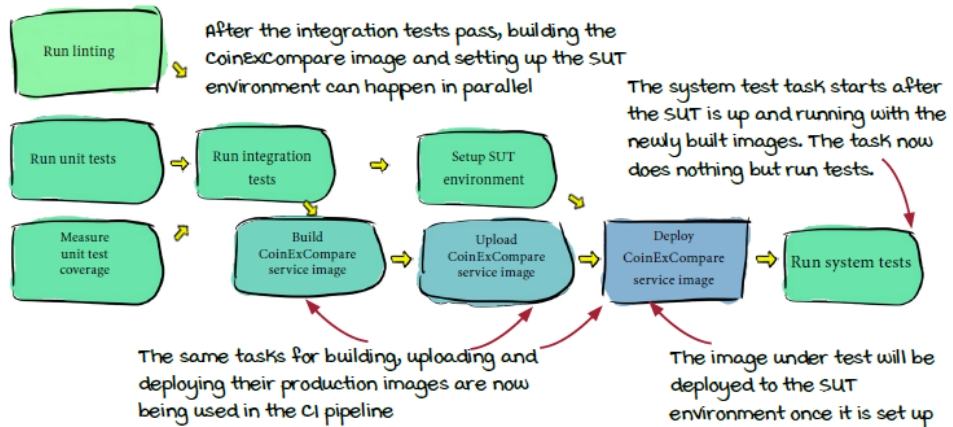 Run linting
After the integration tests pass, building the
CoinExCompare image and setting up the SUT
environment can happen in parallel
The system test task starts after
the SUT is up and running with the
newly built images. The task now
does nothing but run tests.
Run unit tests
Run integration
tests
Setup SUT
environment
Measure
unit test
coverage
Build
CoinExCompare
service image
Upload
CoinExCompare
service image
Deploy
CoinExCompare
service image
Run system tests
The same tasks for building, uploading and
deploying their production images are now
being used in the CI pipeline
The image under test will be
deployed to the SUT
environment once it is set up